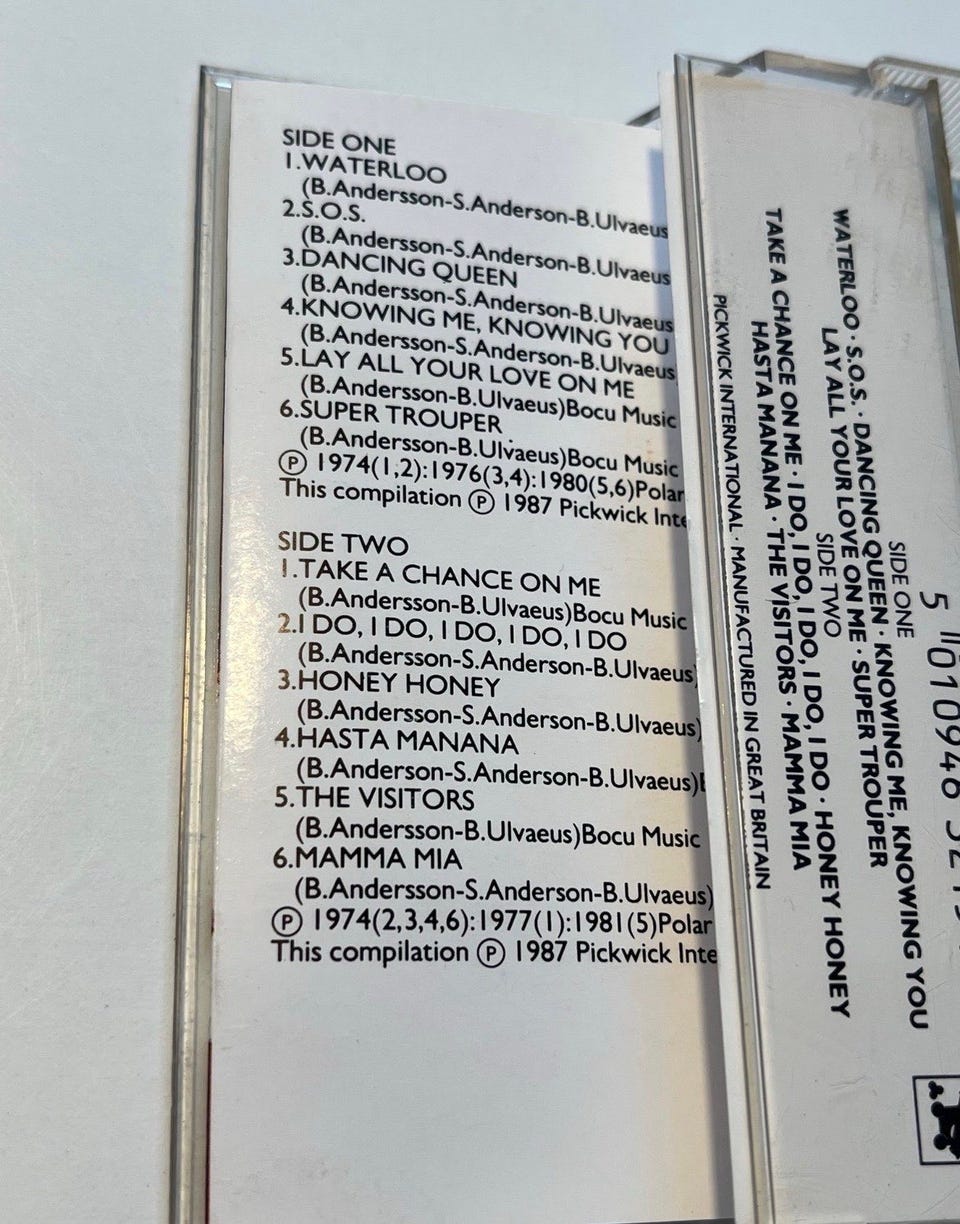 SIDE ONE
1.WATERLOO
(B.Andersson-S.Anderson-B.Ulvaeus
2.S.O.S.
(B.Andersson-S.Anderson-B.Ulvaeus
3.DANCING QUEEN
(B.Andersson-S.Anderson-B.Ulvaeus
4.KNOWING ME, KNOWING YOU
(B.Andersson-S.Anderson-B.Ulvaeus
5.LAY ALL YOUR LOVE ON ME
(B.Andersson-B.Ulvaeus)Bocu Music
6.SUPER TROUPER
(B.Andersson-B.Ulvaeus)Bocu Music
Ⓟ 1974(1,2):1976(3,4):1980(5,6)Polar
This compilation Ⓟ 1987 Pickwick Inte
SIDE TWO
1.TAKE A CHANCE ON ME
(B.Andersson-B.Ulvaeus)Bocu Music
2.I DO, I DO, I DO, I DO, I DO
(B.Andersson-S.Anderson-B.Ulvaeus)
3.HONEY HONEY
(B.Andersson-S.Anderson-B.Ulvaeus)
4.HASTA MANANA
(B.Andersson-S.Anderson-B.Ulvaeus)
5.THE VISITORS
(B.Andersson-B.Ulvaeus)Bocu Music
6.MAMMA MIA
(B.Andersson-S.Anderson-B.Ulvaeus)
Ⓟ 1974(2,3,4,6):1977(1):1981(5)Polar
This compilation Ⓟ 1987 Pickwick Inte
5 010946
SIDE ONE
WATERLOO · S.O.S. · DANCING QUEEN · KNOWING ME, KNOWING YOU
LAY ALL YOUR LOVE ON ME · SUPER TROUPER
SIDE TWO
TAKE A CHANCE ON ME · I DO, I DO, I DO, I DO, I DO · HONEY HONEY
HASTA MANANA · THE VISITORS · MAMMA MIA
PICKWICK INTERNATIONAL · MANUFACTURED IN GREAT BRITAIN